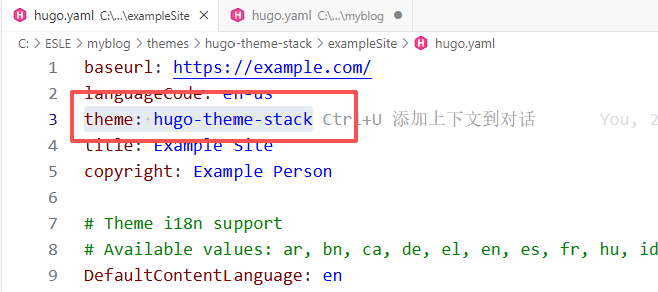 hugo.yaml C:\...\exampleSite × hugo.yaml C:\...\myblog
C: > ESLE > myblog > themes > hugo-theme-stack > exampleSite > hugo.yaml
1 baseurl: https://example.com/
2 languageCode: en-us
3 theme: hugo-theme-stack Ctrl+U 添加上下文到对话 You, 2
4 title: Example Site
5 copyright: Example Person
6
7 # Theme i18n support
8 # Available values: ar, bn, ca, de, el, en, es, fr, hu, id
9 DefaultContentLanguage: en